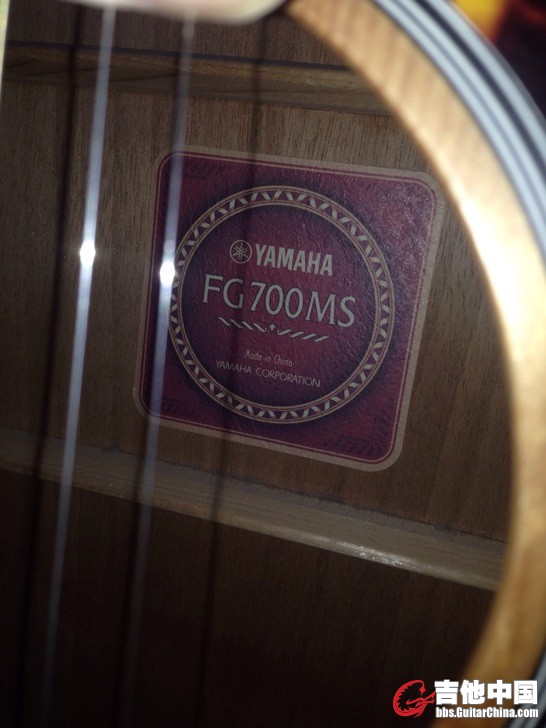 YAMAHA
FG700MS
Made in China
YAMAHA CORPORATION
吉他中国
bbs.GuitarChina.com